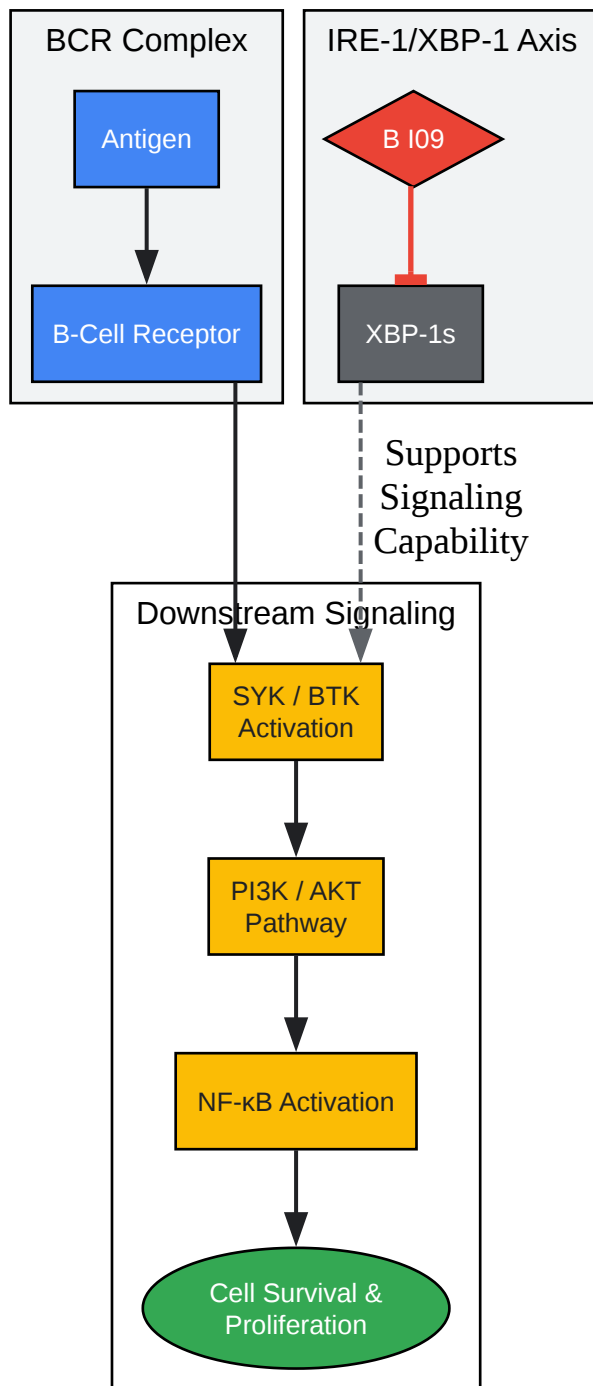 BCR Complex
IRE-1/XBP-1 Axis
Antigen
B I09
B-Cell Receptor
XBP-1s
Supports
Signaling
Capability
Downstream Signaling
SYK / BTK
Activation
PI3K / AKT
Pathway
NF-κB Activation
Cell Survival &
Proliferation